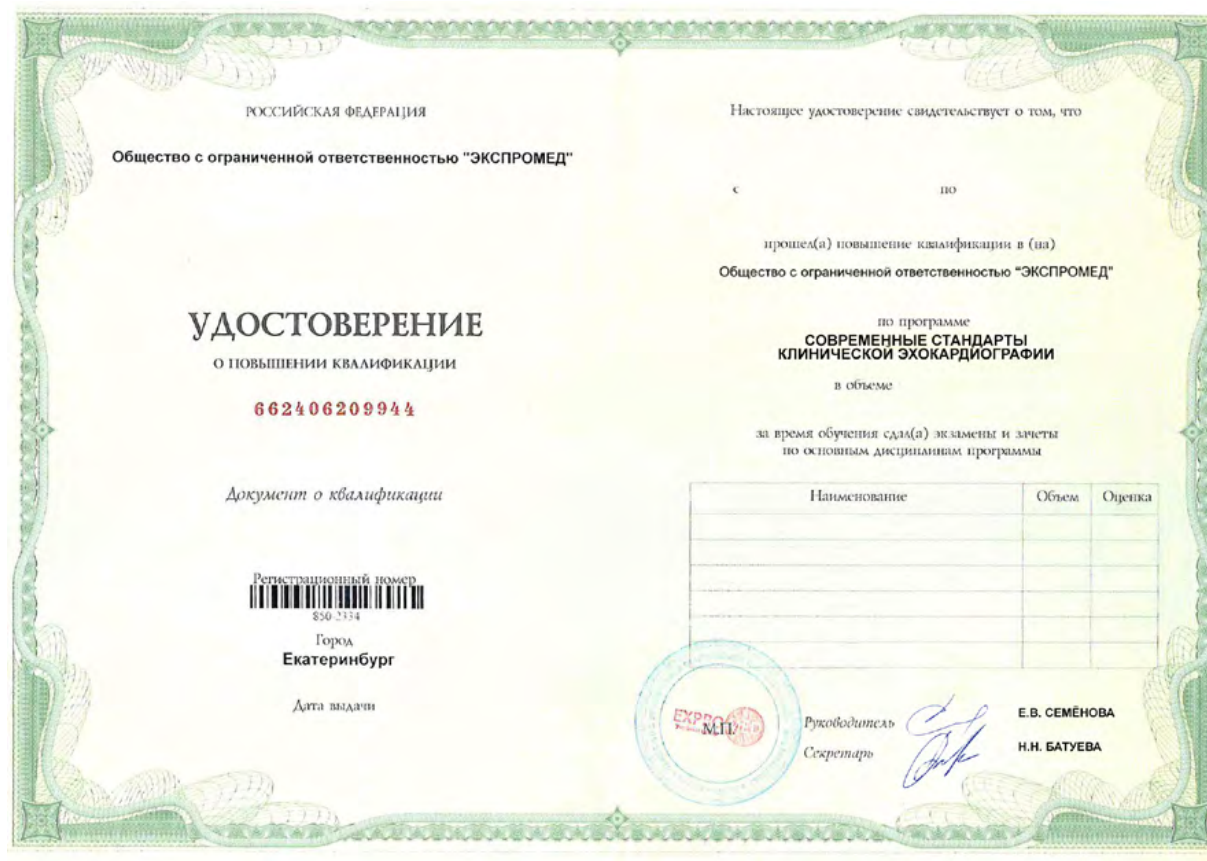 РОССИЙСКАЯ ФЕДЕРАЦИЯ
Общество с ограниченной ответственностью "ЭКСПРОМЕД"
УДОСТОВЕРЕНИЕ
О ПОВЫШЕНИИ КВАЛИФИКАЦИИ
662406209944
Документ о квалификации
Регистрационный номер
850-2334
Город
Екатеринбург
Дата выдачи
Настоящее удостоверение свидетельствует о том, что
с по
прошел(а) повышение квалификации в (на)
Общество с ограниченной ответственностью "ЭКСПРОМЕД"
по программе
СОВРЕМЕННЫЕ СТАНДАРТЫ
КЛИНИЧЕСКОЙ ЭХОКАРДИОГРАФИИ
в объеме
за время обучения сдал(а) экзамены и зачеты
по основным дисциплинам программы
Наименование Объем Оценка
М.П.
Руководитель Е.В. СЕМЁНОВА
Секретарь Н.Н. БАТУЕВА